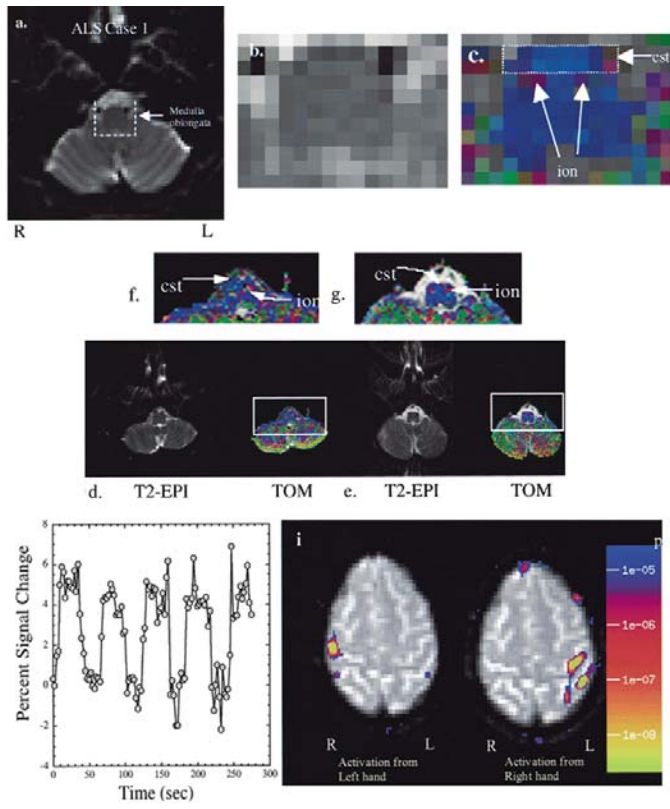 a.
ALS Case 1
Medulla
oblongata
R
L
b.
c.
cst
ion
f.
cst
ion
g.
cst
ion
d.
T2-EPI
TOM
e.
T2-EPI
TOM
Percent Signal Change
8
6
4
2
0
-2
-4
0
50
100
150
200
250
300
Time (sec)
i
R
L
Activation from
Left hand
R
L
Activation from
Right hand
p
1e-05
1e-06
1e-07
1e-08